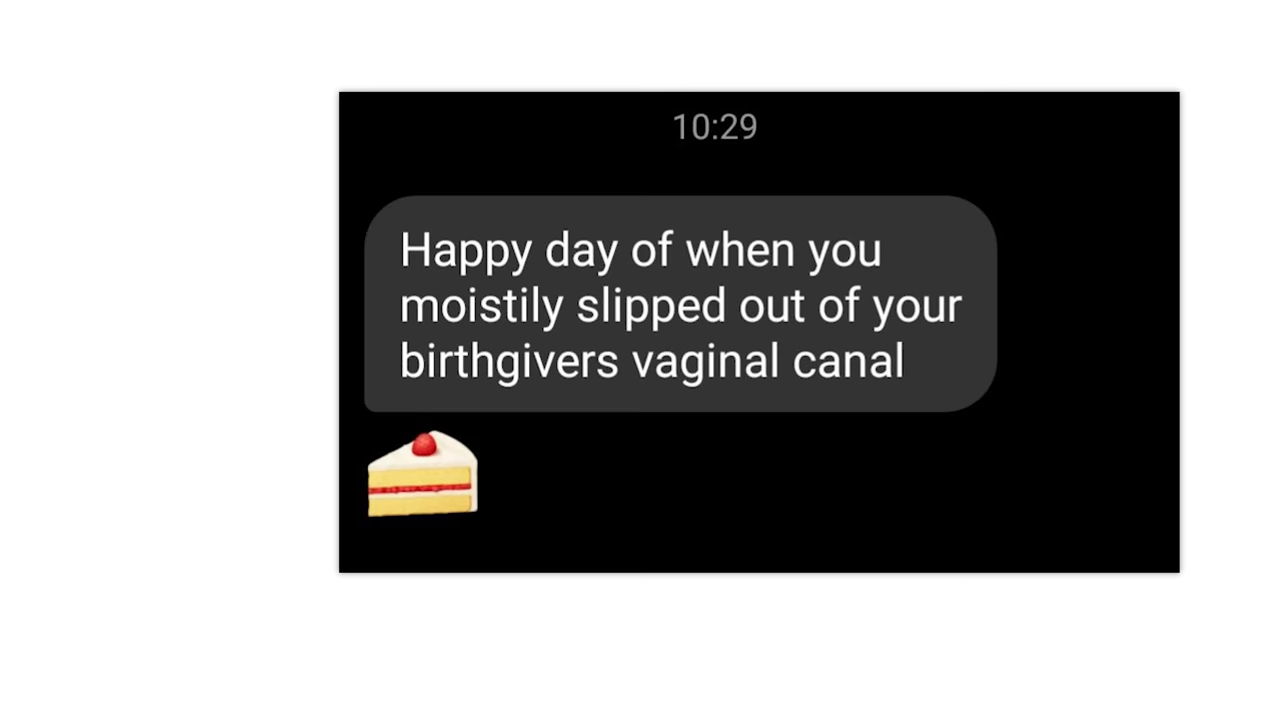 10:29
Happy day of when you
moistily slipped out of your
birthgivers vaginal canal